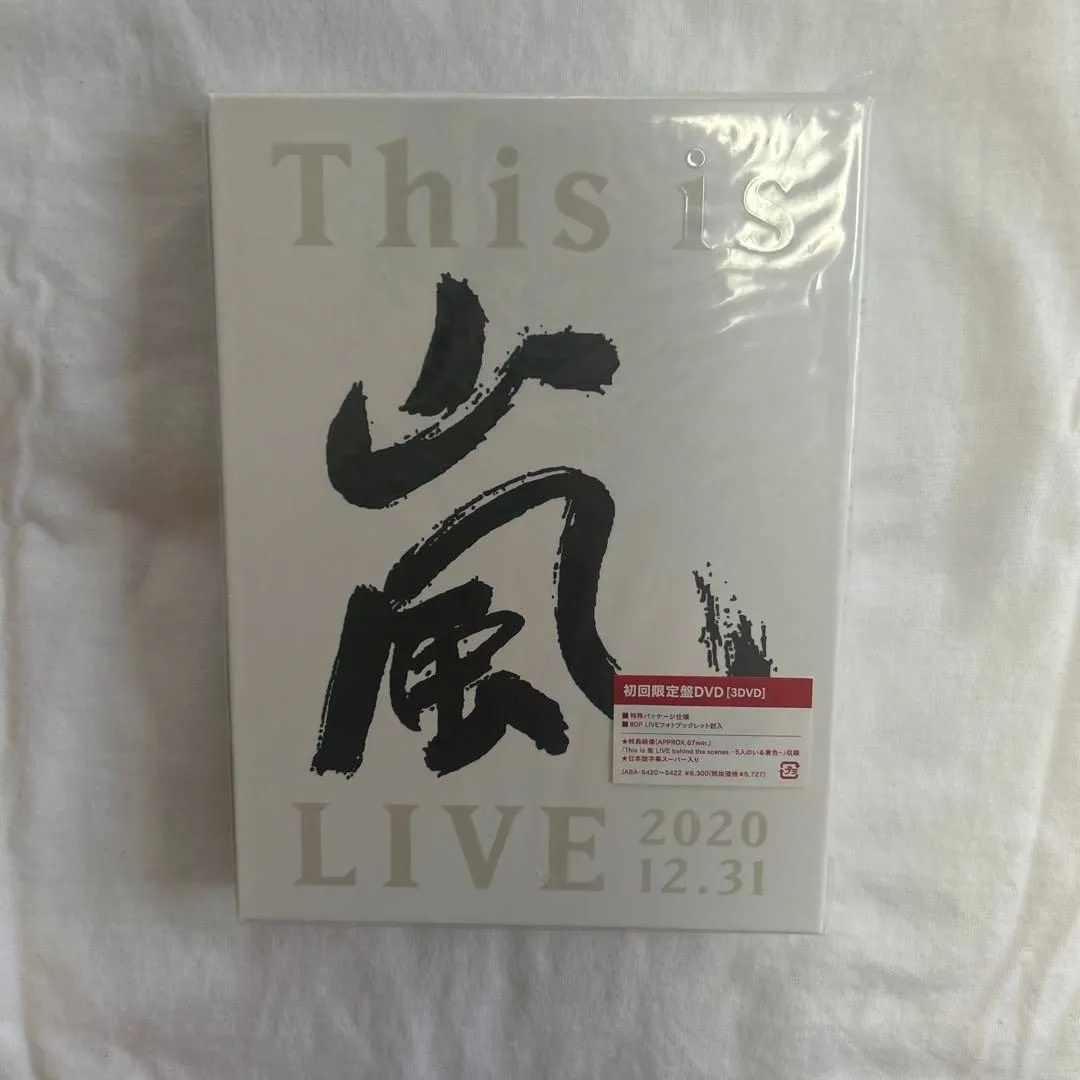 This is
嵐
初回限定盤DVD [3DVD]
■特殊パッケージ仕様
■80P LIVEフォトブックレット封入
★特典映像(APPROX.67min.)
「This is 嵐 LIVE behind the scenes ~5人のいる景色~」収録
★日本語字幕スーパー入り
JABA-5420~5422 ¥6,300(税抜価格¥5,727)
LIVE 2020
12.31